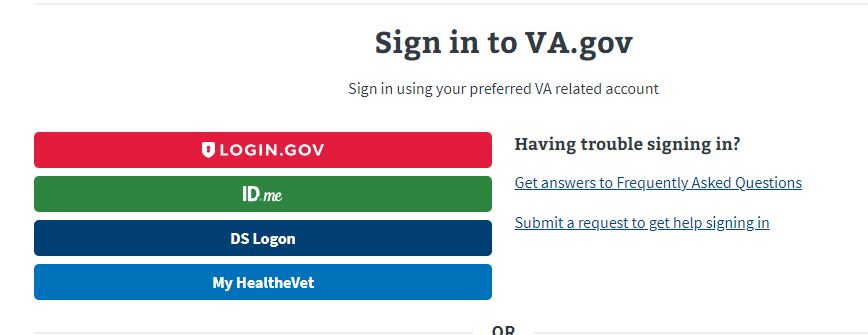 Sign in to VA.gov
Sign in using your preferred VA related account
LOGIN.GOV
ID.me
DS Logon
My HealtheVet
Having trouble signing in?
Get answers to Frequently Asked Questions
Submit a request to get help signing in
OR